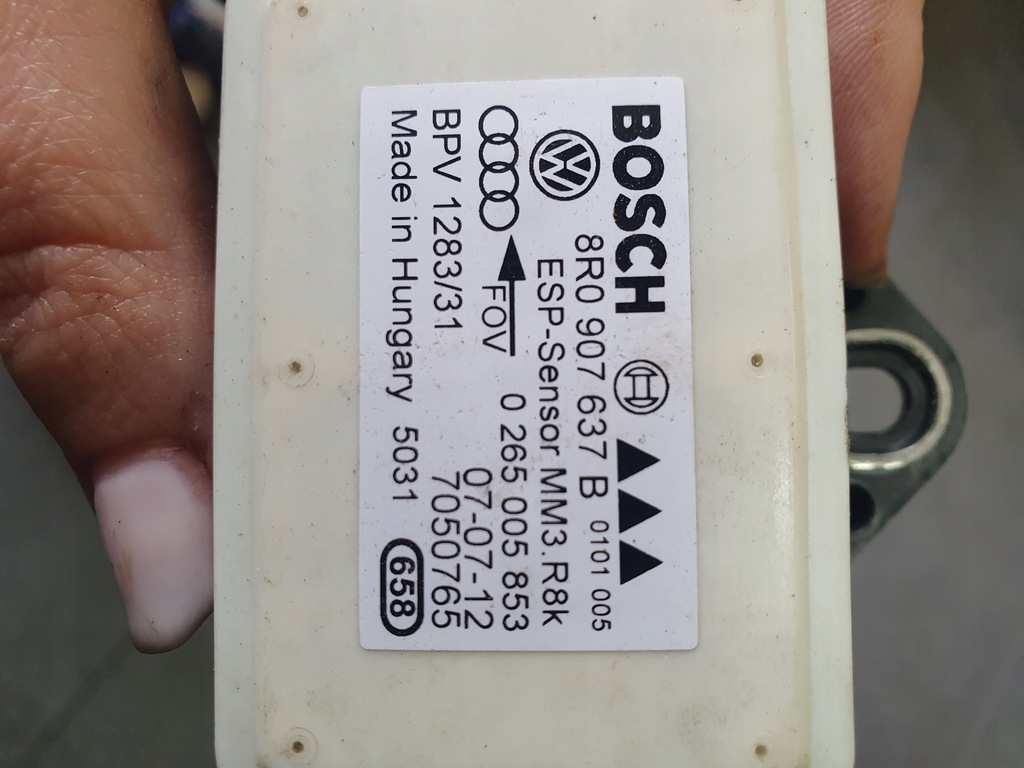 BOSCH
8R0 907 637 B 0101 005
ESP-Sensor MM3.R8k
FOV 0 265 005 853
07-07-12
BPV 1283/31 7050765
Made in Hungary 5031 658